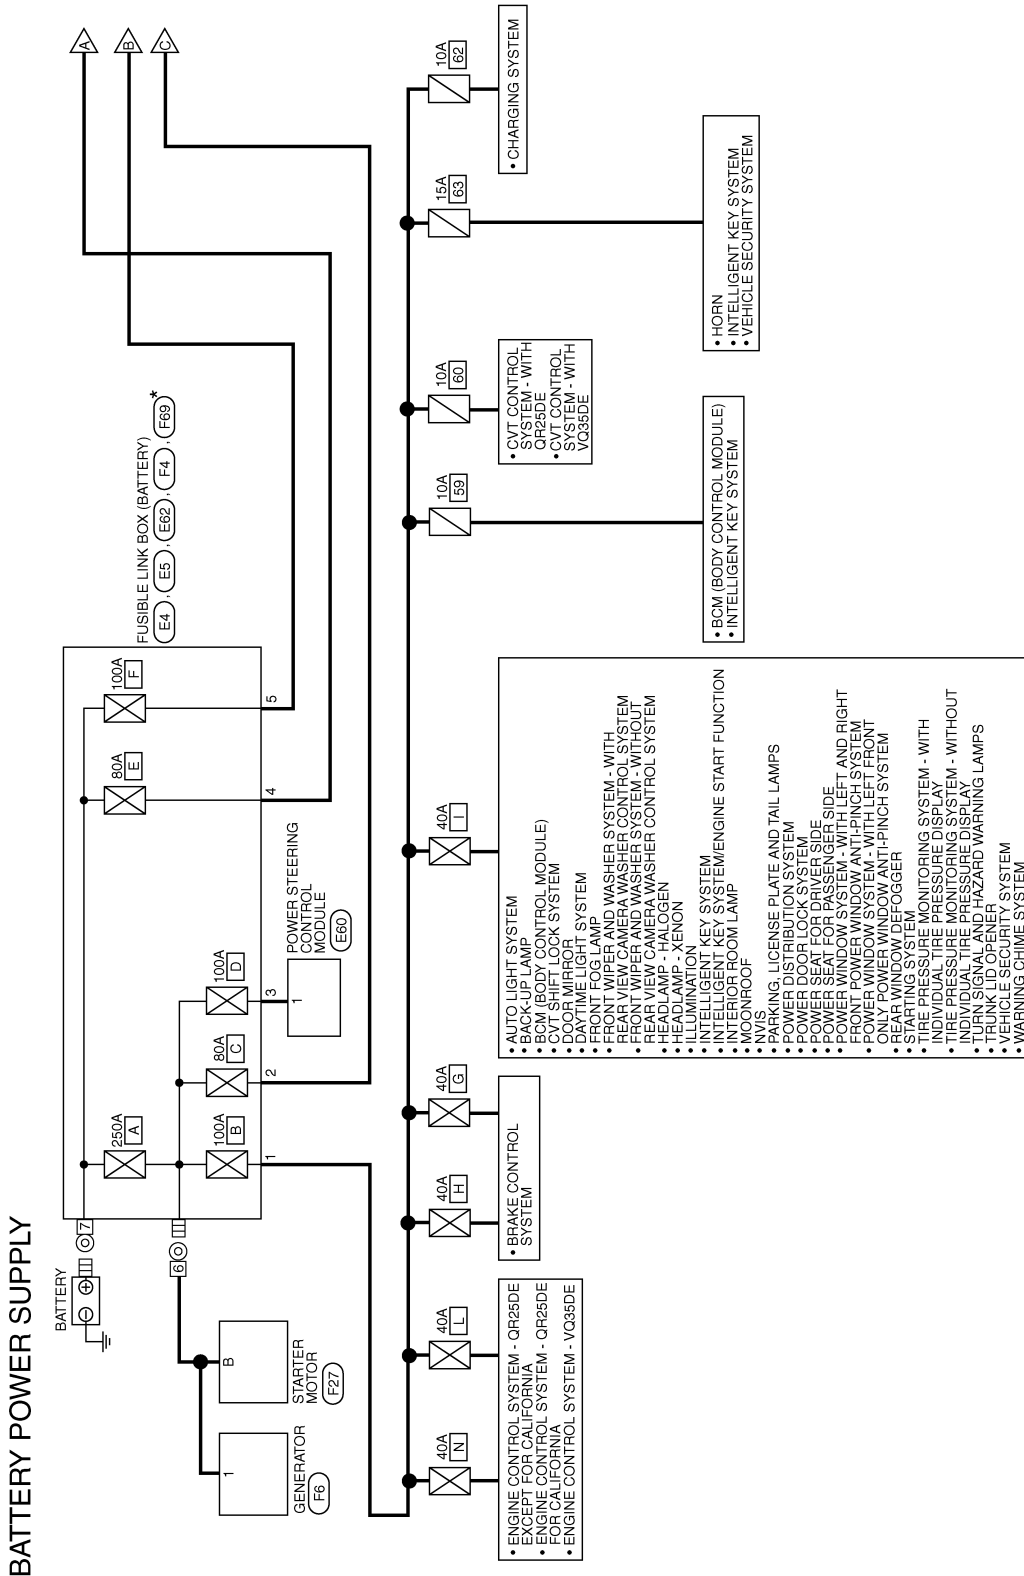 BATTERY POWER SUPPLY
BATTERY
7
6
GENERATOR
F6
1
STARTER
MOTOR
F27
B
250A
A
100A
B
80A
C
100A
D
80A
E
100A
F
1
2
3
4
5
1
POWER STEERING
CONTROL
MODULE
E60
FUSIBLE LINK BOX (BATTERY)
E4 , E5 , E62 , F4 , F69 *
A
B
C
40A
N
40A
L
40A
H
40A
G
40A
I
10A
59
10A
60
15A
63
10A
62
• ENGINE CONTROL SYSTEM - QR25DE
EXCEPT FOR CALIFORNIA
• ENGINE CONTROL SYSTEM - QR25DE
FOR CALIFORNIA
• ENGINE CONTROL SYSTEM - VQ35DE
• BRAKE CONTROL
SYSTEM
• AUTO LIGHT SYSTEM
• BACK-UP LAMP
• BCM (BODY CONTROL MODULE)
• CVT SHIFT LOCK SYSTEM
• DOOR MIRROR
• DAYTIME LIGHT SYSTEM
• FRONT FOG LAMP
• FRONT WIPER AND WASHER SYSTEM - WITH
REAR VIEW CAMERA WASHER CONTROL SYSTEM
• FRONT WIPER AND WASHER SYSTEM - WITHOUT
REAR VIEW CAMERA WASHER CONTROL SYSTEM
• HEADLAMP - HALOGEN
• HEADLAMP - XENON
• ILLUMINATION
• INTELLIGENT KEY SYSTEM
• INTELLIGENT KEY SYSTEM/ENGINE START FUNCTION
• INTERIOR ROOM LAMP
• MOONROOF
• NVIS
• PARKING, LICENSE PLATE AND TAIL LAMPS
• POWER DISTRIBUTION SYSTEM
• POWER DOOR LOCK SYSTEM
• POWER SEAT FOR DRIVER SIDE
• POWER SEAT FOR PASSENGER SIDE
• POWER WINDOW SYSTEM - WITH LEFT AND RIGHT
FRONT POWER WINDOW ANTI-PINCH SYSTEM
• POWER WINDOW SYSTEM - WITH LEFT FRONT
ONLY POWER WINDOW ANTI-PINCH SYSTEM
• REAR WINDOW DEFOGGER
• STARTING SYSTEM
• TIRE PRESSURE MONITORING SYSTEM - WITH
INDIVIDUAL TIRE PRESSURE DISPLAY
• TIRE PRESSURE MONITORING SYSTEM - WITHOUT
INDIVIDUAL TIRE PRESSURE DISPLAY
• TURN SIGNAL AND HAZARD WARNING LAMPS
• TRUNK LID OPENER
• VEHICLE SECURITY SYSTEM
• WARNING CHIME SYSTEM
• BCM (BODY CONTROL MODULE)
• INTELLIGENT KEY SYSTEM
• CVT CONTROL
SYSTEM - WITH
QR25DE
• CVT CONTROL
SYSTEM - WITH
VQ35DE
• HORN
• INTELLIGENT KEY SYSTEM
• VEHICLE SECURITY SYSTEM
• CHARGING SYSTEM